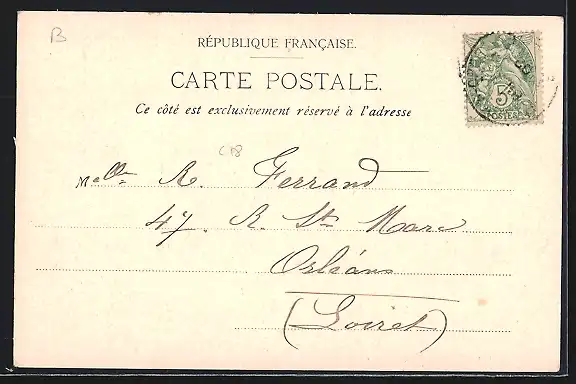 B
RÉPUBLIQUE FRANÇAISE.
CARTE POSTALE.
Ce côté est exclusivement réservé à l'adresse
5
POSTES
Melle R. Ferrand
47. R. St Marc
Orléans
(Loiret)